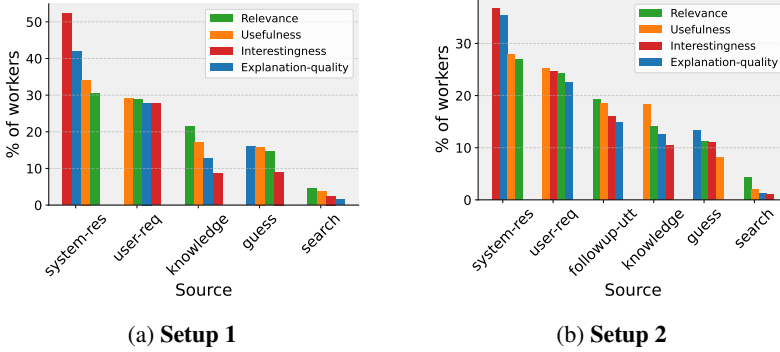 50
40
30
20
10
0
% of workers
Relevance
Usefulness
Interestingness
Explanation-quality
system-res
user-req
knowledge
guess
search
Source
(a) Setup 1
30
20
10
0
% of workers
Relevance
Usefulness
Interestingness
Explanation-quality
system-res
user-req
followup-utt
knowledge
guess
search
Source
(b) Setup 2